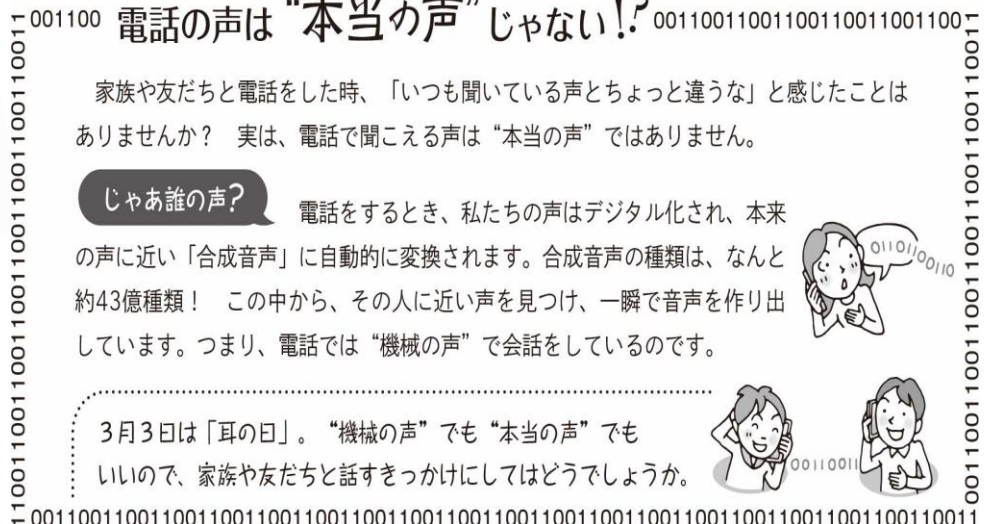 001100 電話の声は“本当の声”じゃない!? 0011001100110011001100110011
家族や友だちと電話をした時、「いつも聞いている声とちょっと違うな」と感じたことは
ありませんか？ 実は、電話で聞こえる声は“本当の声”ではありません。
じゃあ誰の声?
電話をするとき、私たちの声はデジタル化され、本来
の声に近い「合成音声」に自動的に変換されます。合成音声の種類は、なんと
約43億種類！ この中から、その人に近い声を見つけ、一瞬で音声を作り出
しています。つまり、電話では“機械の声”で会話をしているのです。
01101100110
3月3日は「耳の日」。“機械の声”でも“本当の声”でも
いいので、家族や友だちと話すきっかけにしてはどうでしょうか。
00110011